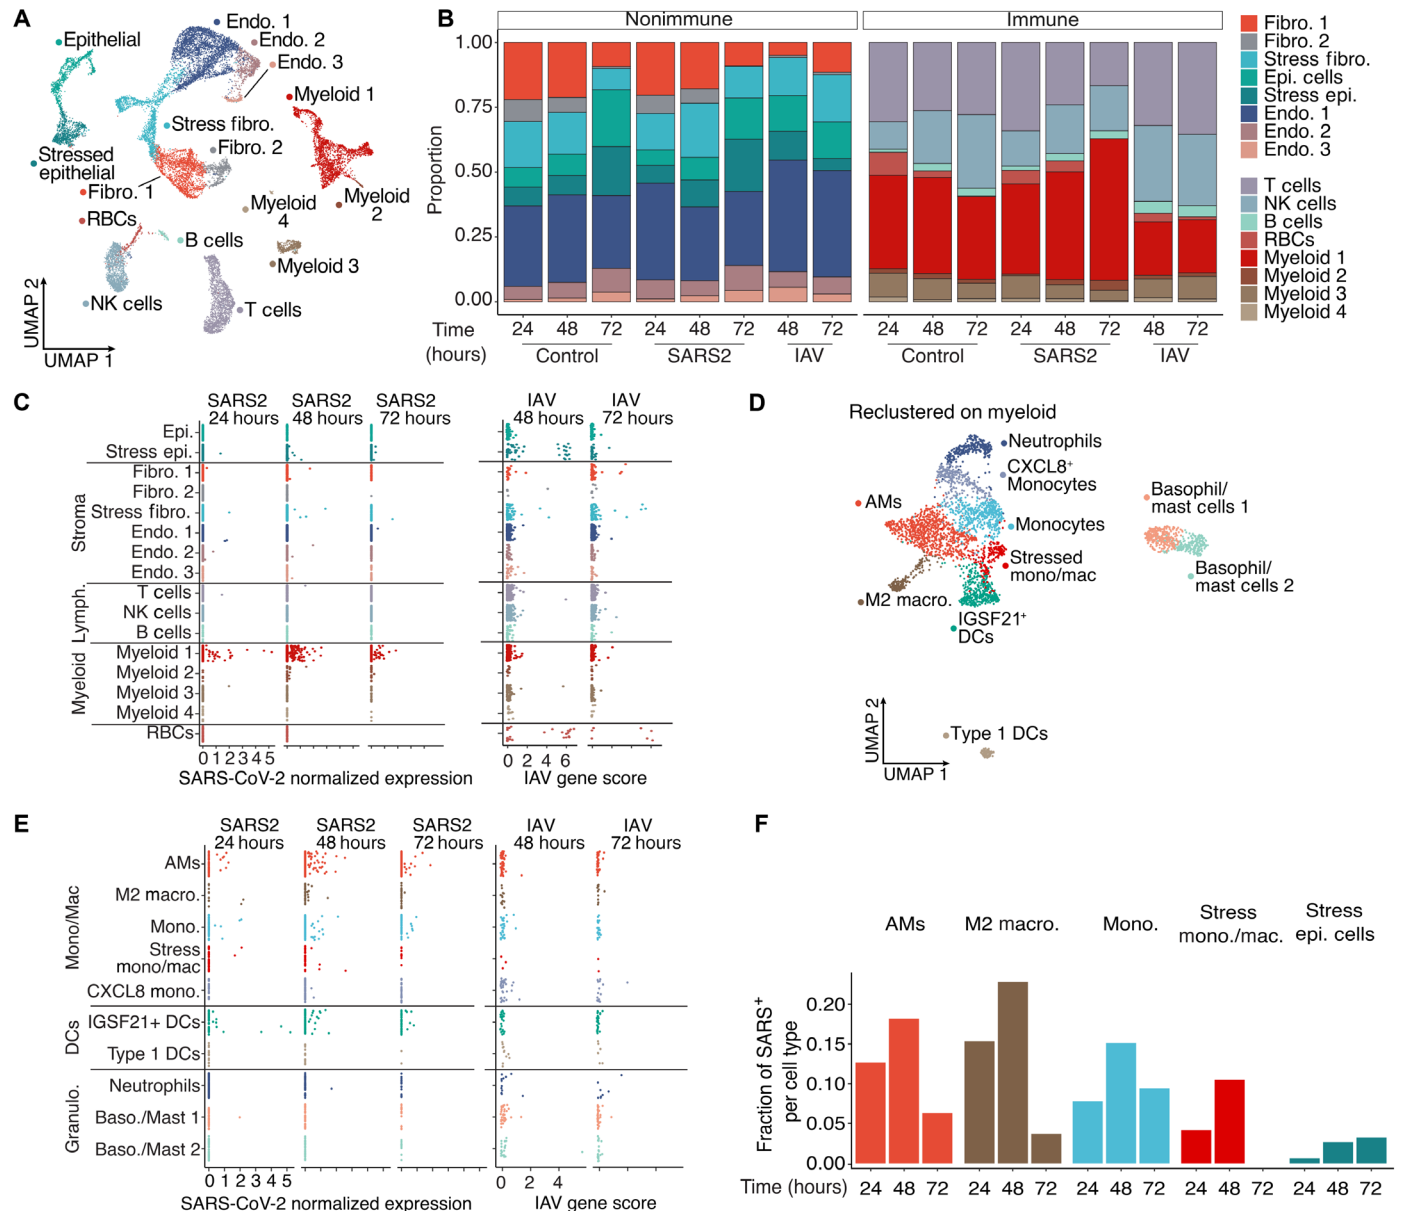 A
Endo. 1
Endo. 2
Endo. 3
Epithelial
Myeloid 1
Stress fibro.
Fibro. 2
Stressed
epithelial
Fibro. 1
Myeloid
2
Myeloid
4
RBCs
B cells
Myeloid 3
NK cells
T cells
UMAP 2
UMAP 1
B
Nonimmune
Immune
Proportion
1.00
0.75
0.50
0.25
0.00
Time
(hours)
24 48 72 24 48 72 48 72
Control SARS2 IAV
24 48 72 24 48 72 48 72
Control SARS2 IAV
Fibro. 1
Fibro. 2
Stress fibro.
Epi. cells
Stress epi.
Endo. 1
Endo. 2
Endo. 3
T cells
NK cells
B cells
RBCs
Myeloid 1
Myeloid 2
Myeloid 3
Myeloid 4
C
SARS2
24 hours
SARS2
48 hours
SARS2
72 hours
IAV
48 hours
IAV
72 hours
Epi.
Stress epi.
Stroma
Fibro. 1
Fibro. 2
Stress fibro.
Endo. 1
Endo. 2
Endo. 3
Lymph.
T cells
NK cells
B cells
Myeloid
Myeloid 1
Myeloid 2
Myeloid 3
Myeloid 4
RBCs
0 1 2 3 4 5
SARS-CoV-2 normalized expression
0 2 4 6
IAV gene score
D
Reclustered on myeloid
Neutrophils
CXCL8+
Monocytes
AMs
Monocytes
Stressed
mono/mac
M2 macro.
IGSF21+
DCs
Basophil/
mast cells 1
Basophil/
mast cells 2
Type 1 DCs
UMAP 2
UMAP 1
E
SARS2
24 hours
SARS2
48 hours
SARS2
72 hours
IAV
48 hours
IAV
72 hours
Mono/Mac
AMs
M2 macro.
Mono.
Stress
mono/mac
CXCL8 mono.
DCs
IGSF21+ DCs
Type 1 DCs
Granulo.
Neutrophils
Baso./Mast 1
Baso./Mast 2
0 1 2 3 4 5
SARS-CoV-2 normalized expression
0 2 4
IAV gene score
F
AMs
M2 macro.
Mono.
Stress
mono./mac.
Stress
epi. cells
Fraction of SARS+
per cell type
0.20
0.15
0.10
0.05
0.00
Time (hours) 24 48 72 24 48 72 24 48 72 24 48 72 24 48 72